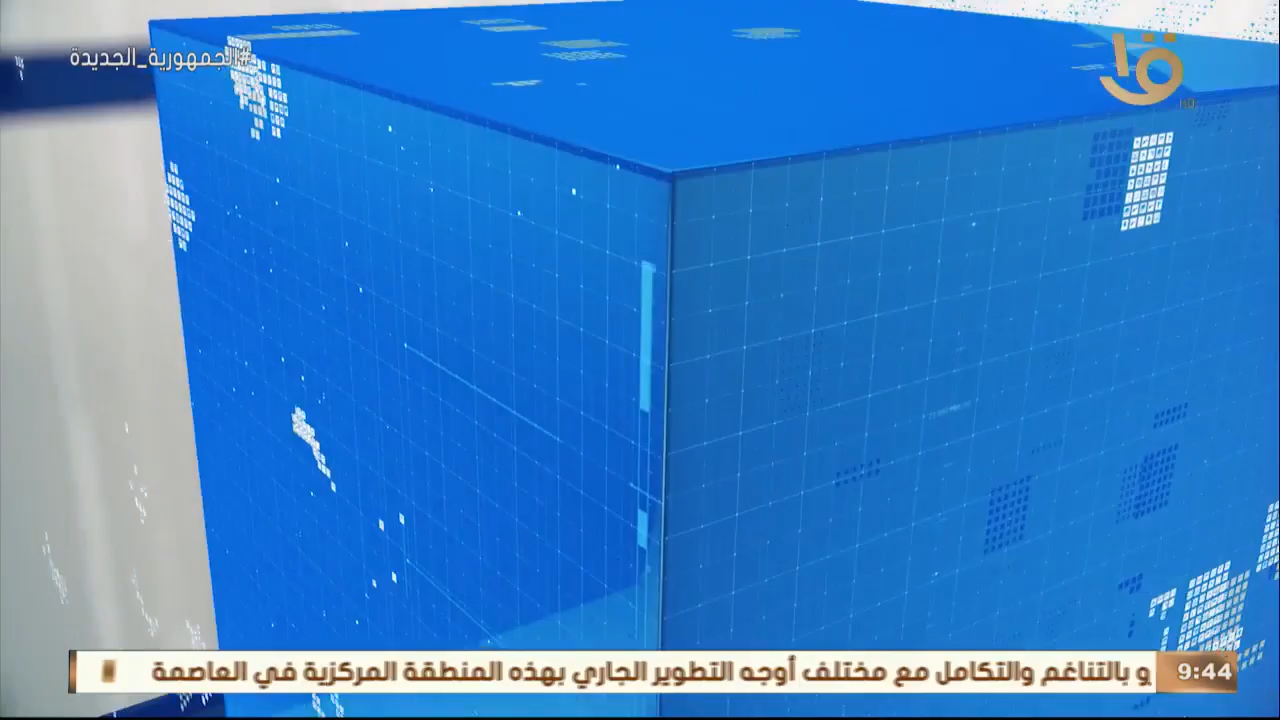 #الجمهورية_الجديدة
و بالتناغم والتكامل مع مختلف أوجه التطوير الجاري بهذه المنطقة المركزية في العاصمة
9:44